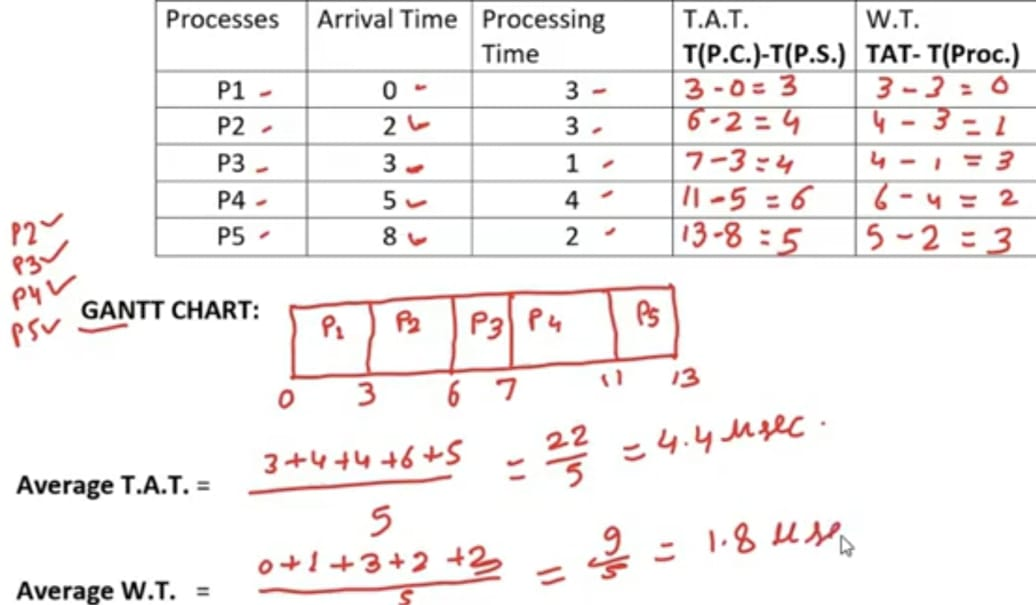 Processes Arrival Time Processing Time T.A.T. T(P.C.)-T(P.S.) W.T. TAT- T(Proc.)
P1 0 3 3-0=3 3-3=0
P2 2 3 6-2=4 4-3=1
P3 3 1 7-3=4 4-1=3
P4 5 4 11-5=6 6-4=2
P5 8 2 13-8=5 5-2=3
P2
P3
P4
P5
GANTT CHART:
P1 P2 P3 P4 P5
0 3 6 7 11 13
Average T.A.T. = 3+4+4+6+5 / 5 = 22/5 = 4.4 μsec.
Average W.T. = 0+1+3+2+3 / 5 = 9/5 = 1.8 μse